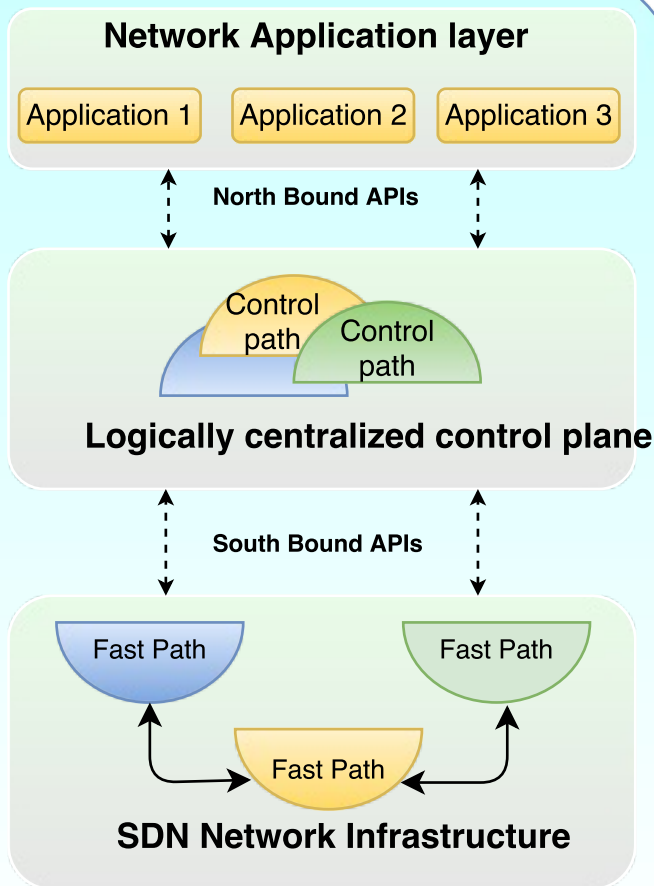 Network Application layer
Application 1
Application 2
Application 3
North Bound APIs
Control
path
Control
path
Logically centralized control plane
South Bound APIs
Fast Path
Fast Path
Fast Path
SDN Network Infrastructure